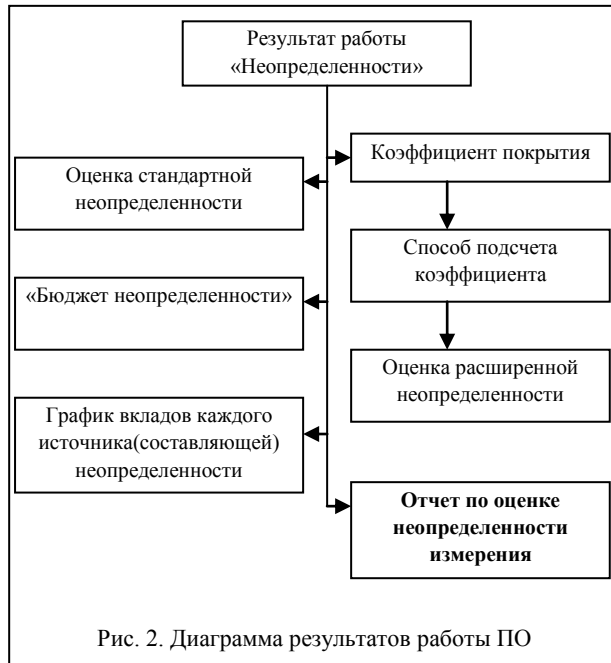 Результат работы
«Неопределенности»
Коэффициент покрытия
Оценка стандартной
неопределенности
Способ подсчета
коэффициента
«Бюджет неопределенности»
Оценка расширенной
неопределенности
График вкладов каждого
источника(составляющей)
неопределенности
Отчет по оценке
неопределенности
измерения
Рис. 2. Диаграмма результатов работы ПО